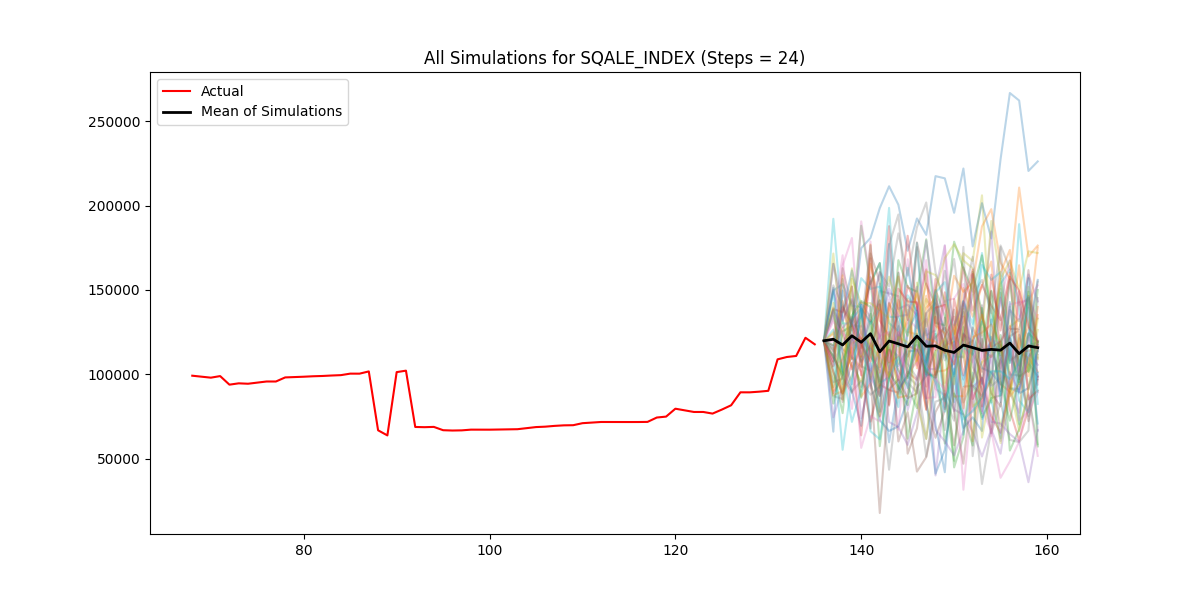 All Simulations for SQALE_INDEX (Steps = 24)
Actual
Mean of Simulations
250000
200000
150000
100000
50000
80 100 120 140 160